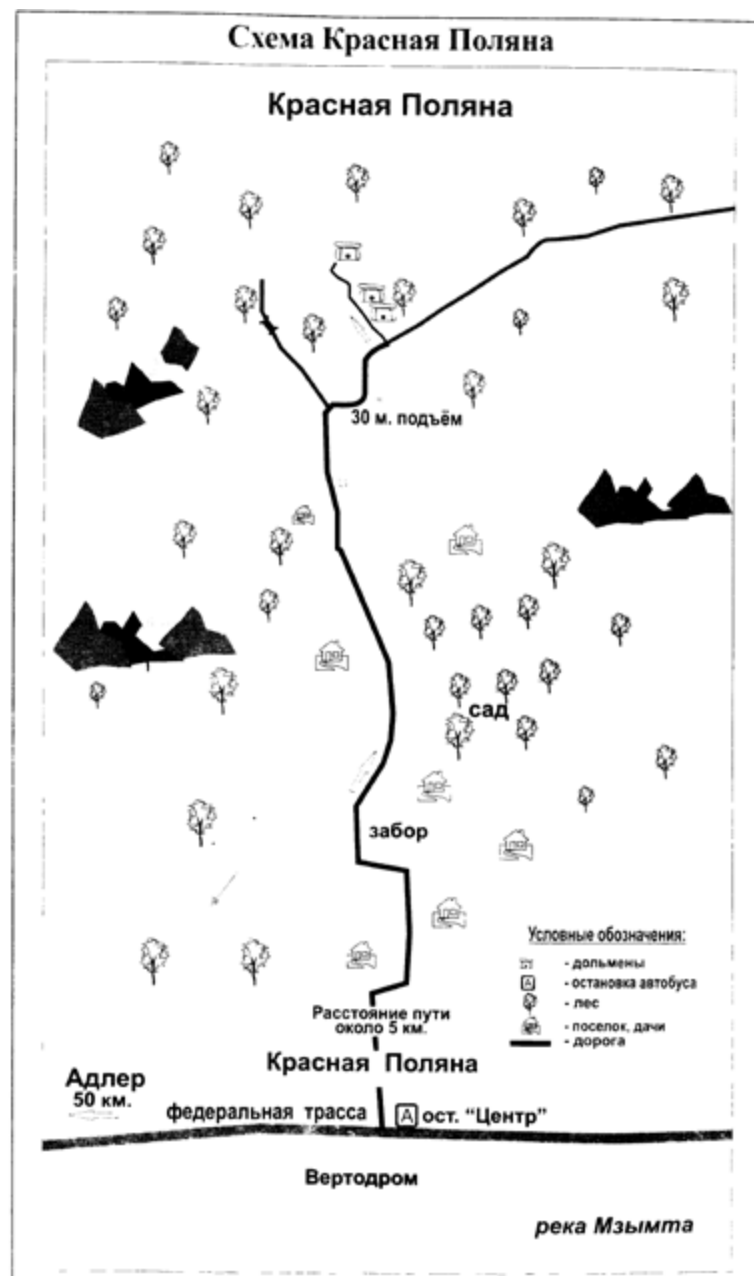 Схема Красная Поляна
Красная Поляна
30 м. подъём
сад
забор
Условные обозначения:
- дольмены
А - остановка автобуса
- лес
- поселок, дачи
- дорога
Расстояние пути
около 5 км.
Красная Поляна
Адлер
50 км.
федеральная трасса
А ост. "Центр"
Вертодром
река Мзымта